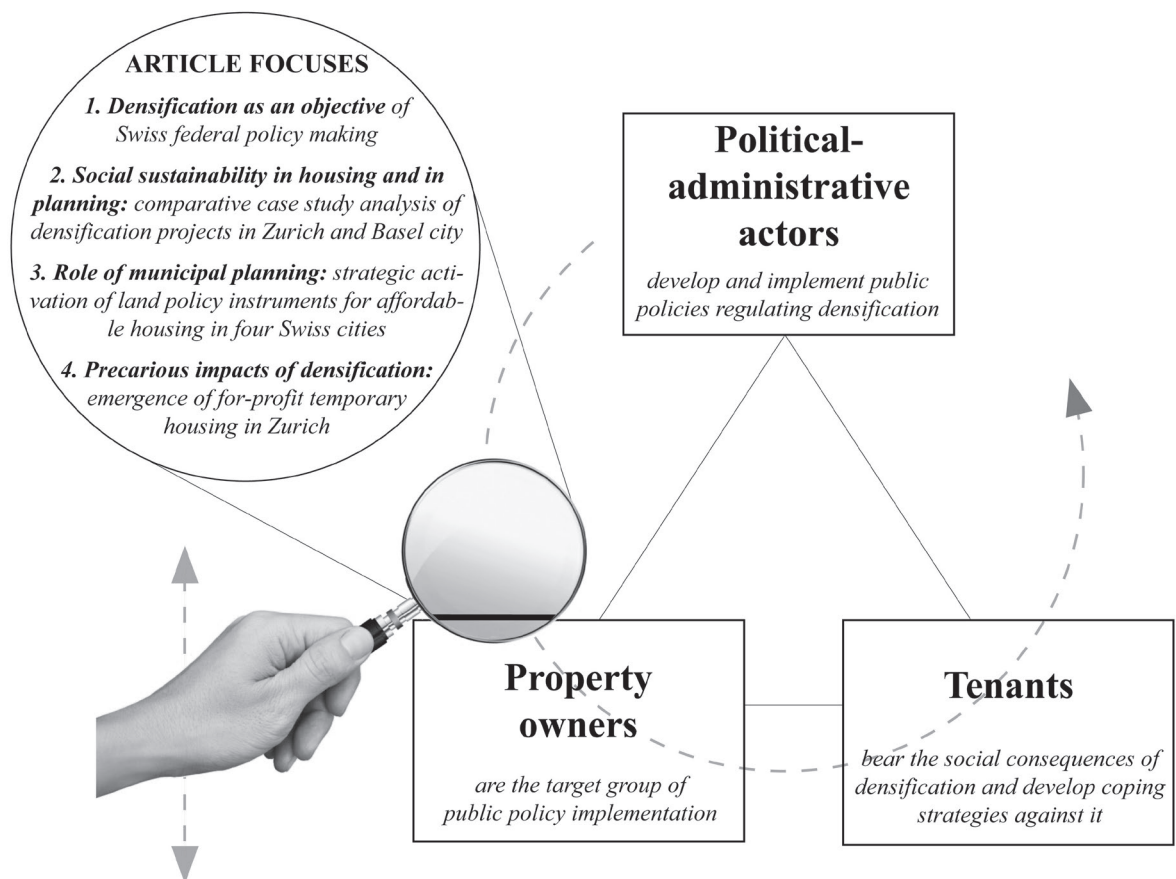 ARTICLE FOCUSES
1. Densification as an objective of
Swiss federal policy making
2. Social sustainability in housing and in
planning: comparative case study analysis of
densification projects in Zurich and Basel city
3. Role of municipal planning: strategic acti-
vation of land policy instruments for affordab-
le housing in four Swiss cities
4. Precarious impacts of densification:
emergence of for-profit temporary
housing in Zurich
Political-
administrative
actors
develop and implement public
policies regulating densification
Property
owners
are the target group of
public policy implementation
Tenants
bear the social consequences of
densification and develop coping
strategies against it